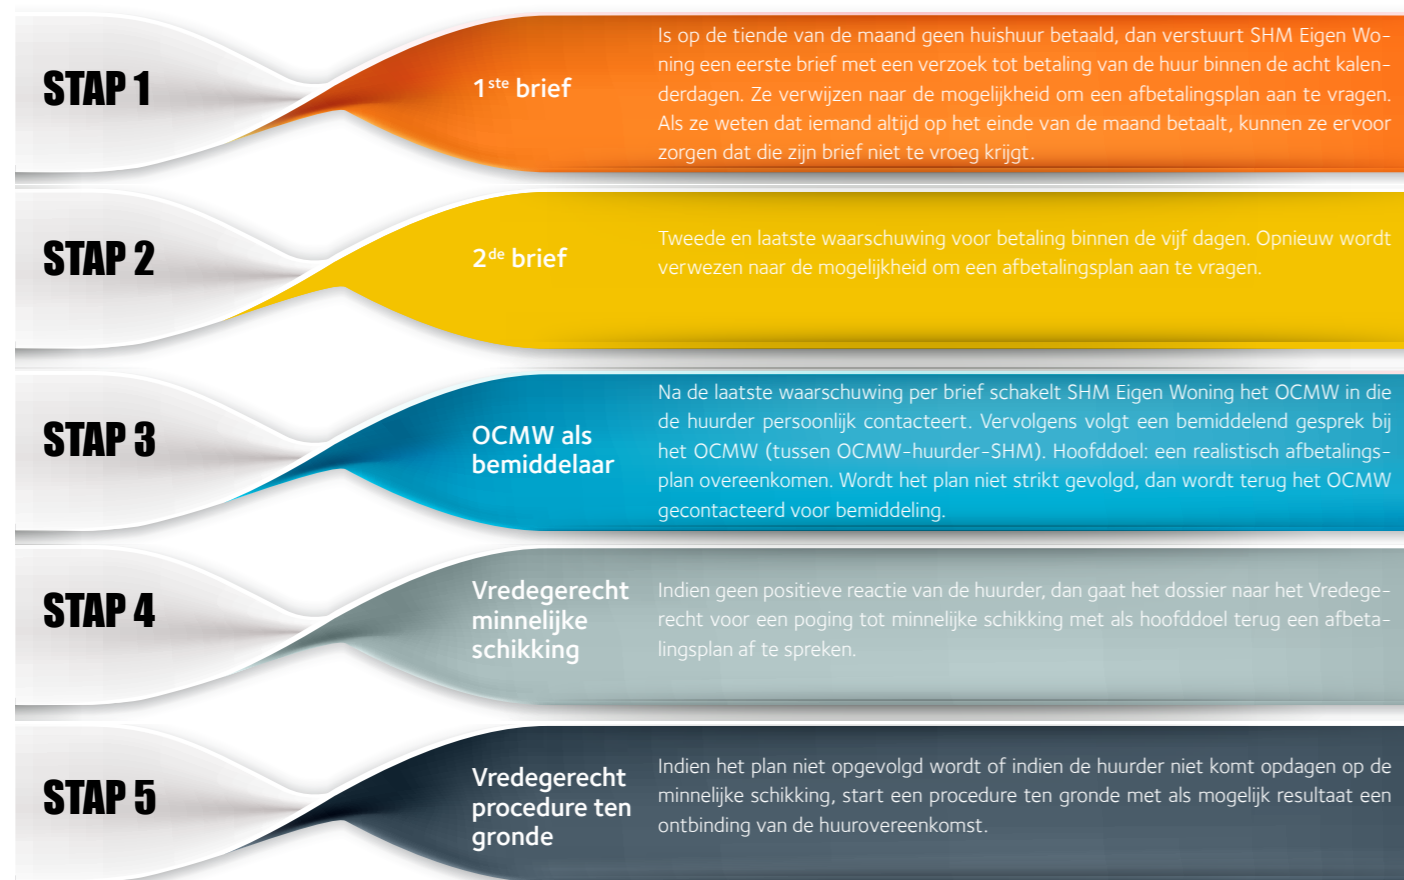 STAP 1
1ste brief
Is op de tiende van de maand geen huishuur betaald, dan verstuurt SHM Eigen Wo-
ning een eerste brief met een verzoek tot betaling van de huur binnen de acht kalen-
derdagen. Ze verwijzen naar de mogelijkheid om een afbetalingsplan aan te vragen.
Als ze weten dat iemand altijd op het einde van de maand betaalt, kunnen ze ervoor
zorgen dat die zijn brief niet te vroeg krijgt.
STAP 2
2de brief
Tweede en laatste waarschuwing voor betaling binnen de vijf dagen. Opnieuw wordt
verwezen naar de mogelijkheid om een afbetalingsplan aan te vragen.
STAP 3
OCMW als
bemiddelaar
Na de laatste waarschuwing per brief schakelt SHM Eigen Woning het OCMW in die
de huurder persoonlijk contacteert. Vervolgens volgt een bemiddelend gesprek bij
het OCMW (tussen OCMW-huurder-SHM). Hoofddoel: een realistisch afbetalings-
plan overeenkomen. Wordt het plan niet strikt gevolgd, dan wordt terug het OCMW
gecontacteerd voor bemiddeling.
STAP 4
Vredegerecht
minnelijke
schikking
Indien geen positieve reactie van de huurder, dan gaat het dossier naar het Vredege-
recht voor een poging tot minnelijke schikking met als hoofddoel terug een afbeta-
lingsplan af te spreken.
STAP 5
Vredegerecht
procedure ten
gronde
Indien het plan niet opgevolgd wordt of indien de huurder niet komt opdagen op de
minnelijke schikking, start een procedure ten gronde met als mogelijk resultaat een
ontbinding van de huurovereenkomst.